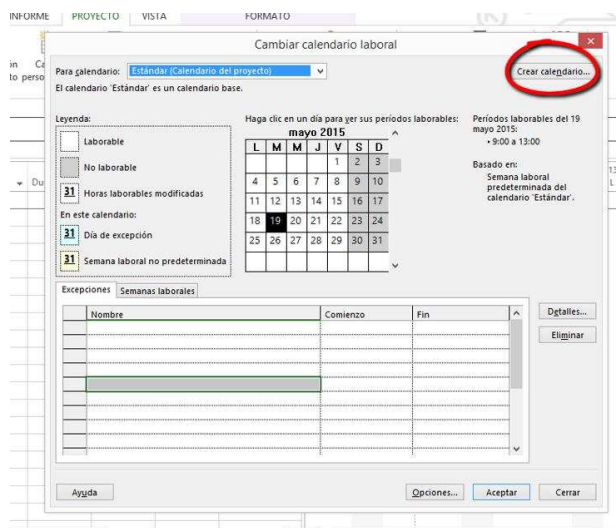 INFORME PROYECTO VISTA FORMATO
Cambiar calendario laboral
Para calendario: Estándar (Calendario del proyecto)
Crear calendario...
El calendario 'Estándar' es un calendario base.
Leyenda:
Laborable
No laborable
31 Horas laborables modificadas
En este calendario:
31 Día de excepción
31 Semana laboral no predeterminada
Haga clic en un día para ver sus períodos laborables:
mayo 2015
L M M J V S D
1 2 3
4 5 6 7 8 9 10
11 12 13 14 15 16 17
18 19 20 21 22 23 24
25 26 27 28 29 30 31
Períodos laborables del 19
mayo 2015:
• 9:00 a 13:00
Basado en:
Semana laboral
predeterminada del
calendario 'Estándar'.
Excepciones Semanas laborales
Nombre Comienzo Fin
Detalles...
Eliminar
Ayuda Opciones... Aceptar Cerrar